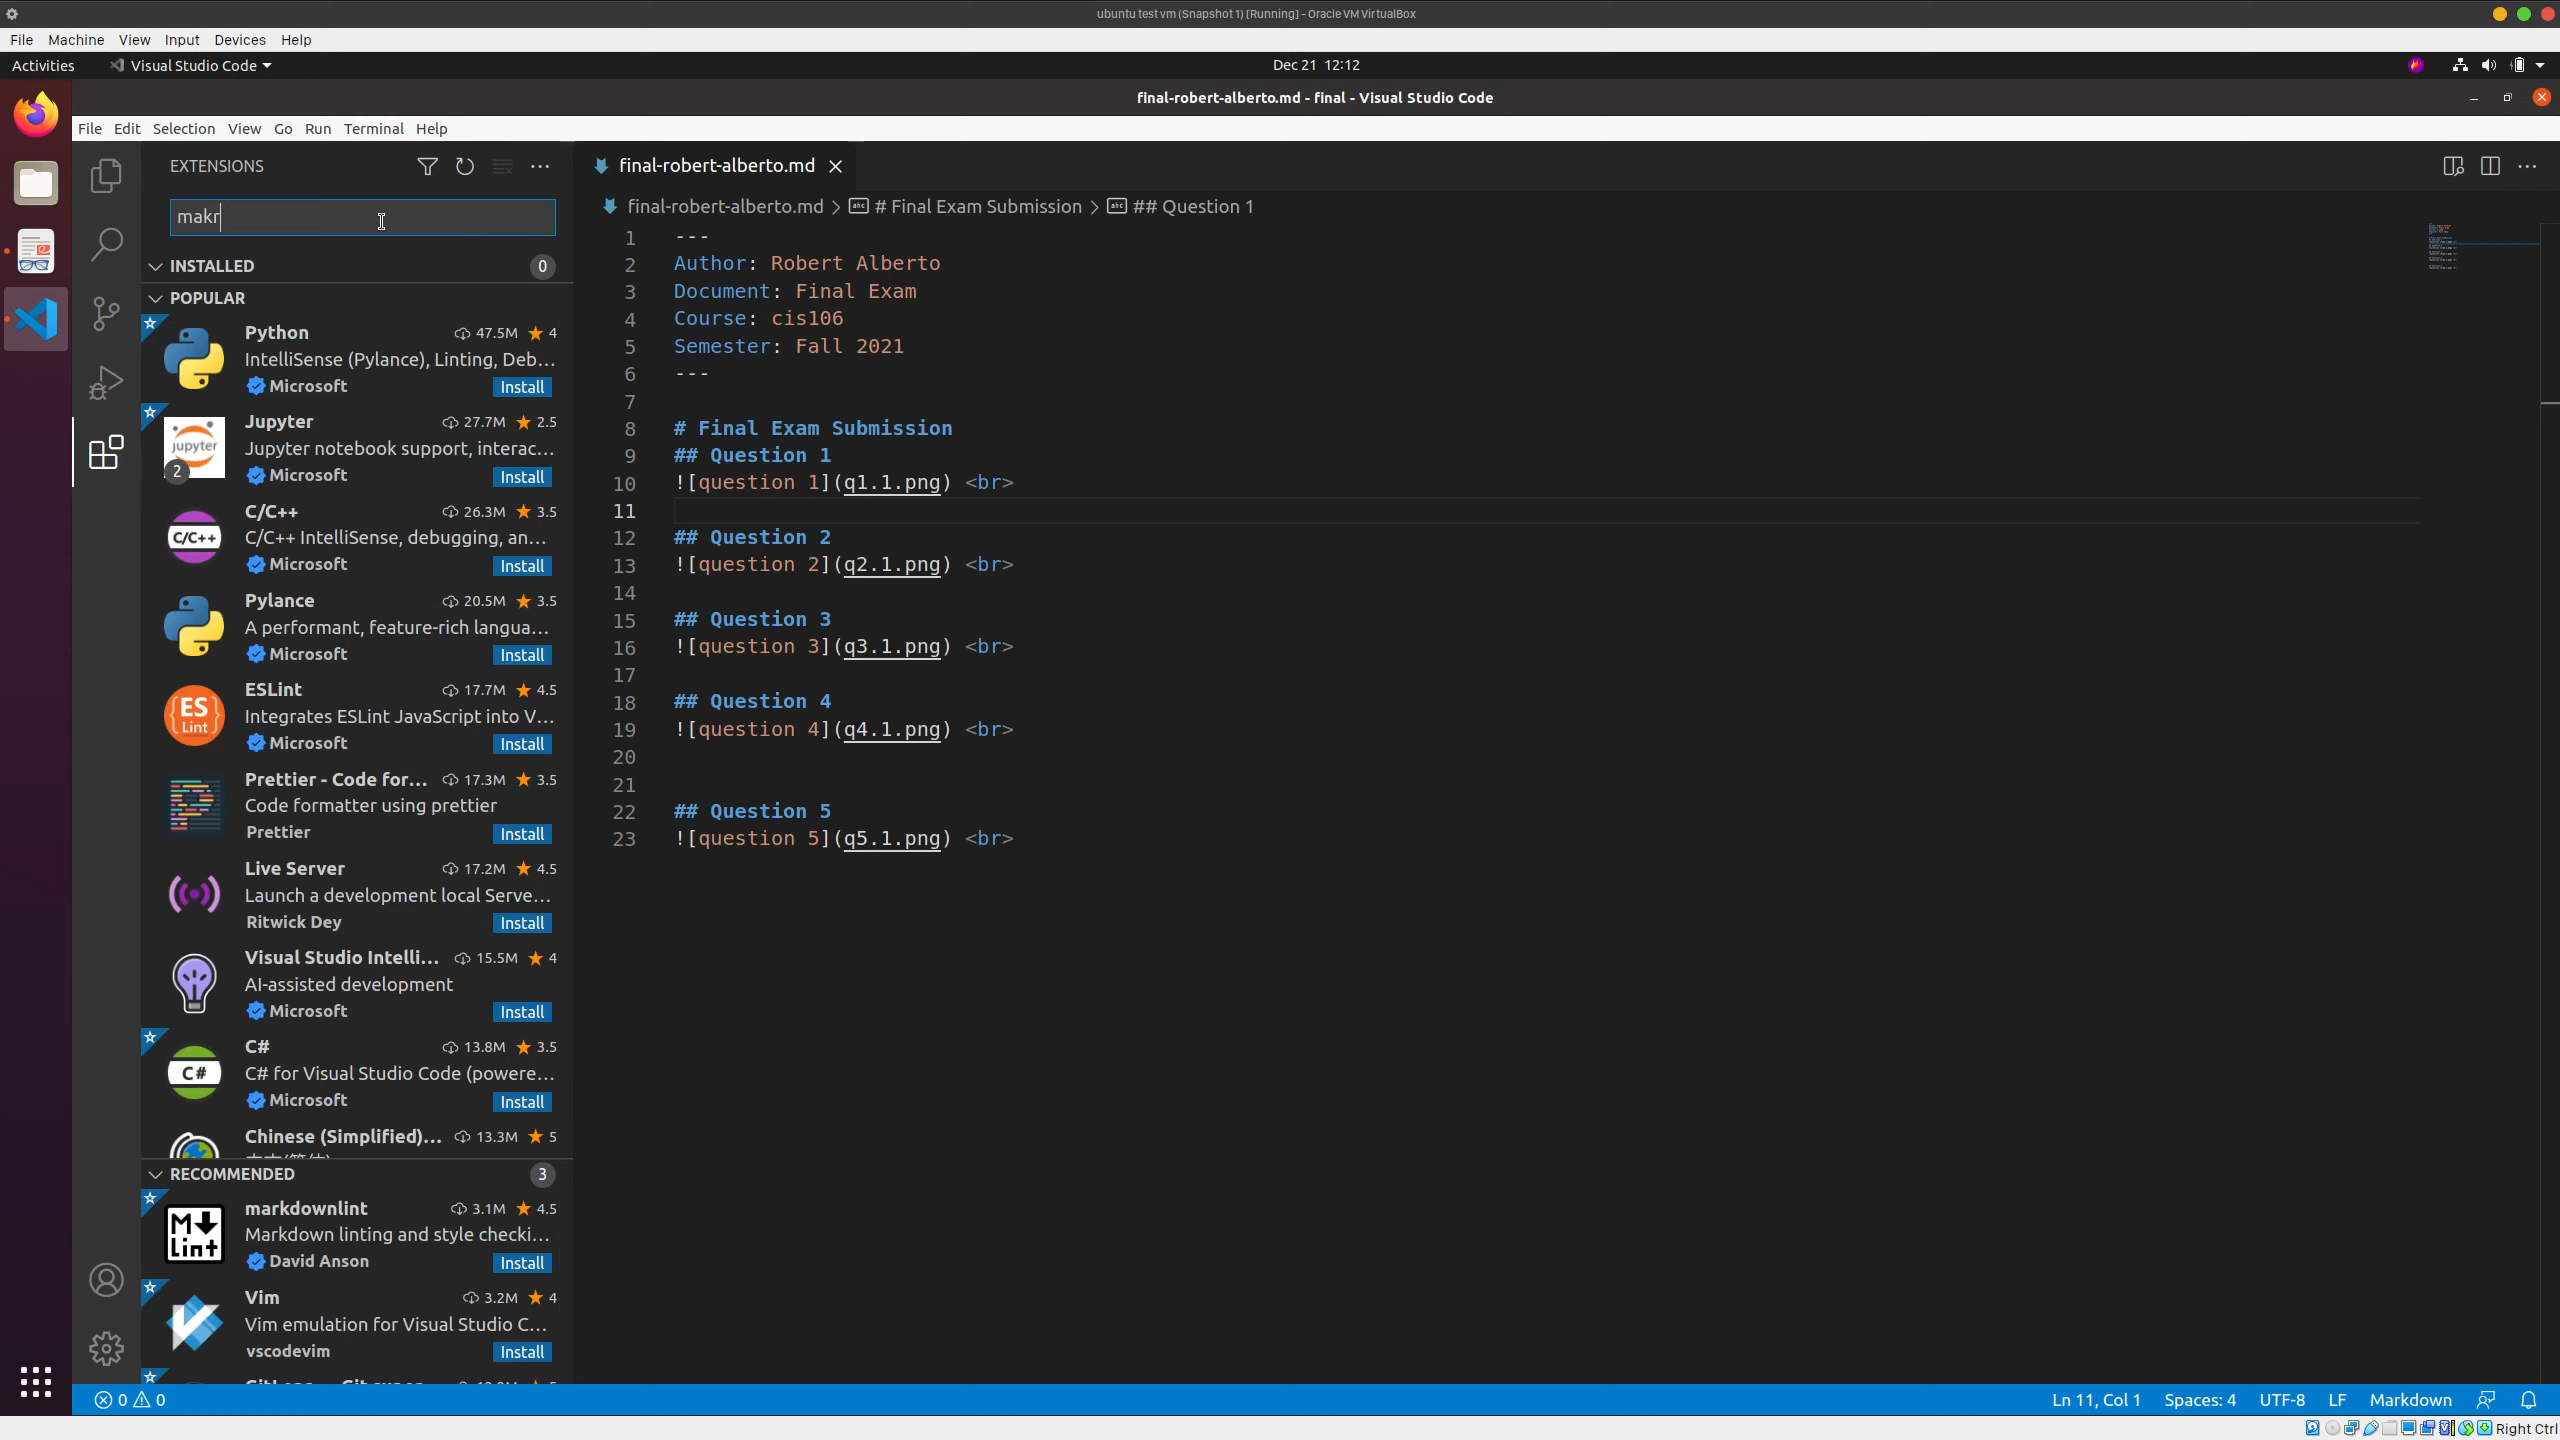 ubuntu test vm (Snapshot 1) [Running] - Oracle VM VirtualBox
File Machine View Input Devices Help
Activities Visual Studio Code Dec 21 12:12
final-robert-alberto.md - final - Visual Studio Code
File Edit Selection View Go Run Terminal Help
EXTENSIONS
makr
INSTALLED 0
POPULAR
Python 47.5M 4
IntelliSense (Pylance), Linting, Deb...
Microsoft Install
Jupyter 27.7M 2.5
Jupyter notebook support, interac...
Microsoft Install
jupyter
2
C/C++ 26.3M 3.5
C/C++ IntelliSense, debugging, an...
Microsoft Install
C/C++
Pylance 20.5M 3.5
A performant, feature-rich langua...
Microsoft Install
ESLint 17.7M 4.5
Integrates ESLint JavaScript into V...
Microsoft Install
ES
Lint
Prettier - Code for... 17.3M 3.5
Code formatter using prettier
Prettier Install
Live Server 17.2M 4.5
Launch a development local Serve...
Ritwick Dey Install
Visual Studio Intelli... 15.5M 4
AI-assisted development
Microsoft Install
C# 13.8M 3.5
C# for Visual Studio Code (powere...
Microsoft Install
C#
Chinese (Simplified)... 13.3M 5
RECOMMENDED 3
markdownlint 3.1M 4.5
Markdown linting and style checki...
David Anson Install
M
Lint
Vim 3.2M 4
Vim emulation for Visual Studio C...
vscodevim Install
final-robert-alberto.md
final-robert-alberto.md > # Final Exam Submission > ## Question 1
1 ---
2 Author: Robert Alberto
3 Document: Final Exam
4 Course: cis106
5 Semester: Fall 2021
6 ---
7
8 # Final Exam Submission
9 ## Question 1
10 ![question 1](q1.1.png) <br>
11
12 ## Question 2
13 ![question 2](q2.1.png) <br>
14
15 ## Question 3
16 ![question 3](q3.1.png) <br>
17
18 ## Question 4
19 ![question 4](q4.1.png) <br>
20
21
22 ## Question 5
23 ![question 5](q5.1.png) <br>
0 0 Ln 11, Col 1 Spaces: 4 UTF-8 LF Markdown
Right Ctrl